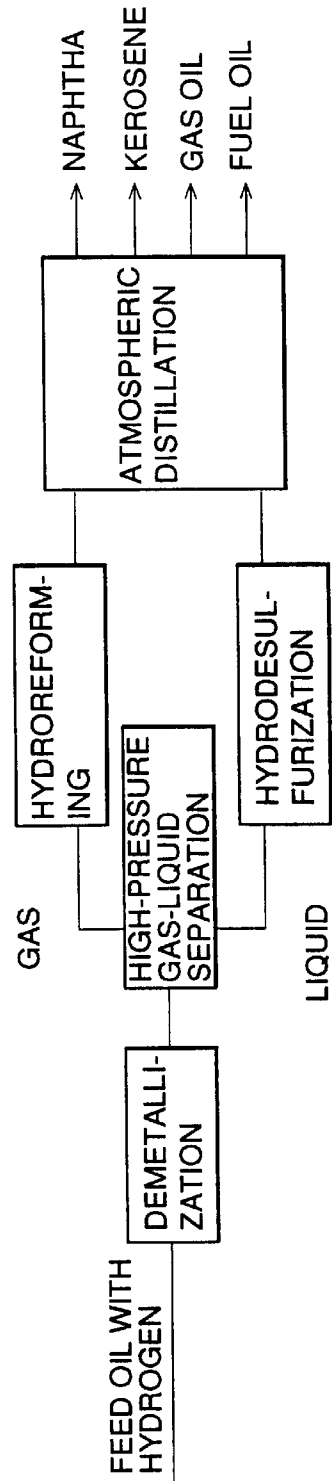 FEED OIL WITH
HYDROGEN
DEMETALLI-
ZATION
HIGH-PRESSURE
GAS-LIQUID
SEPARATION
GAS
HYDROREFORM-
ING
LIQUID
HYDRODESUL-
FURIZATION
ATMOSPHERIC
DISTILLATION
NAPHTHA
KEROSENE
GAS OIL
FUEL OIL